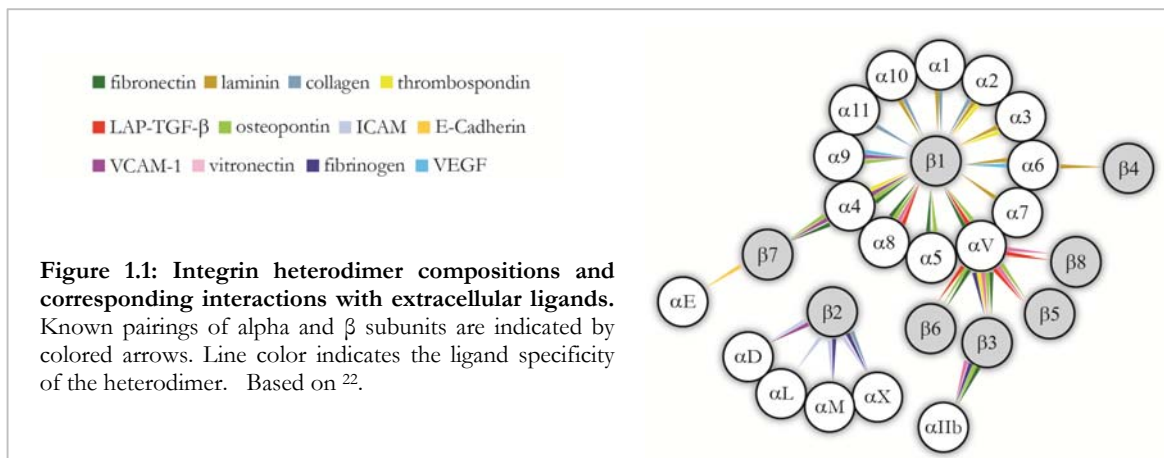 fibronectin laminin collagen thrombospondin
LAP-TGF-β osteopontin ICAM E-Cadherin
VCAM-1 vitronectin fibrinogen VEGF
Figure 1.1: Integrin heterodimer compositions and
corresponding interactions with extracellular ligands.
Known pairings of alpha and β subunits are indicated by
colored arrows. Line color indicates the ligand specificity
of the heterodimer. Based on ²².
α1
α10
α2
α11
α3
α9
β1
α6
β4
α4
α7
α8
α5
αV
β7
β8
αE
β2
β6
β5
β3
αD
αL
αM
αX
αIIb